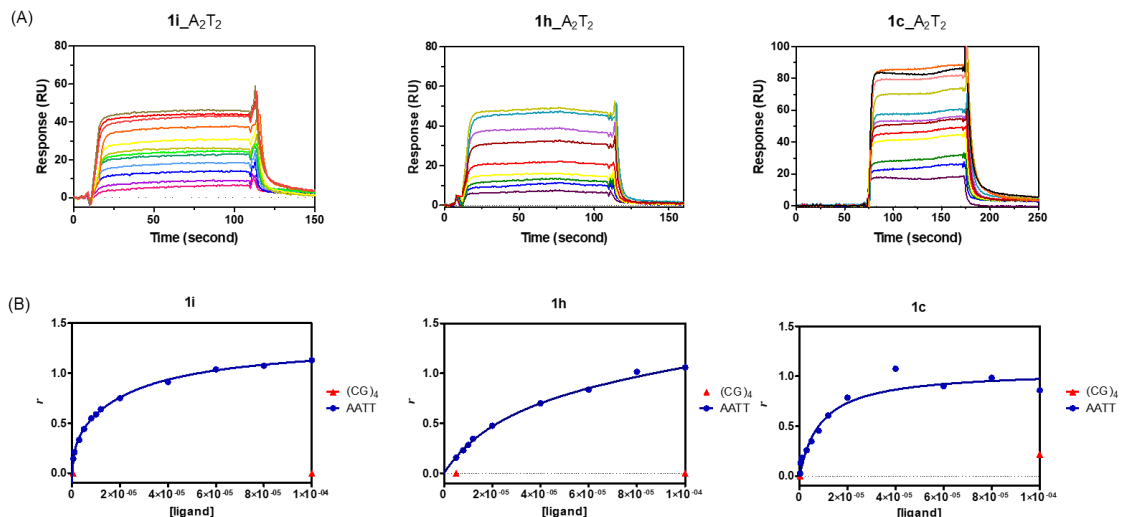 (A)
1i_A2T2
1h_A2T2
1c_A2T2
Response (RU)
80
60
40
20
0
0
50
100
150
Time (second)
Response (RU)
80
60
40
20
0
0
50
100
150
Time (second)
Response (RU)
100
80
60
40
20
0
0
50
100
150
200
250
Time (second)
(B)
1i
1h
1c
r
1.5
1.0
0.5
0.0
0
2×10-05
4×10-05
6×10-05
8×10-05
1×10-04
[ligand]
(CG)4
AATT
r
1.5
1.0
0.5
0.0
0
2×10-05
4×10-05
6×10-05
8×10-05
1×10-04
[ligand]
(CG)4
AATT
r
1.5
1.0
0.5
0.0
0
2×10-05
4×10-05
6×10-05
8×10-05
1×10-04
[ligand]
(CG)4
AATT